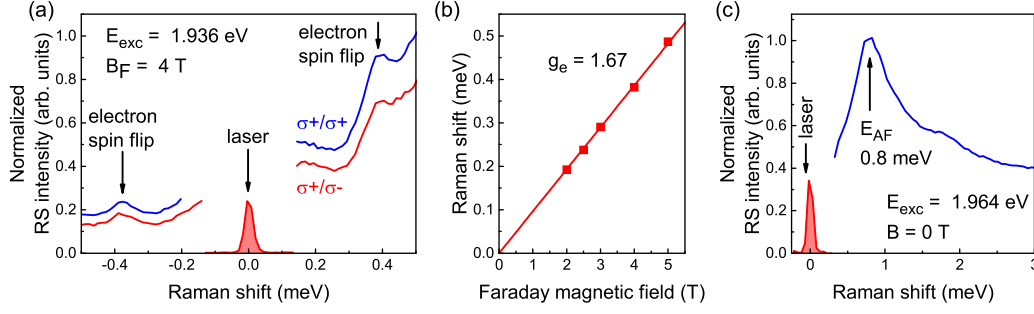 (a)
E_exc = 1.936 eV
B_F = 4 T
electron
spin flip
electron
spin flip
laser
σ+/σ+
σ+/σ-
Normalized
RS intensity (arb. units)
1.0
0.8
0.6
0.4
0.2
0.0
-0.4 -0.2 0.0 0.2 0.4
Raman shift (meV)
(b)
g_e = 1.67
Raman shift (meV)
0.5
0.4
0.3
0.2
0.1
0.0
0 1 2 3 4 5
Faraday magnetic field (T)
(c)
laser
E_AF
0.8 meV
E_exc = 1.964 eV
B = 0 T
Normalized
RS intensity (arb. units)
1.0
0.8
0.6
0.4
0.2
0.0
0 1 2 3
Raman shift (meV)